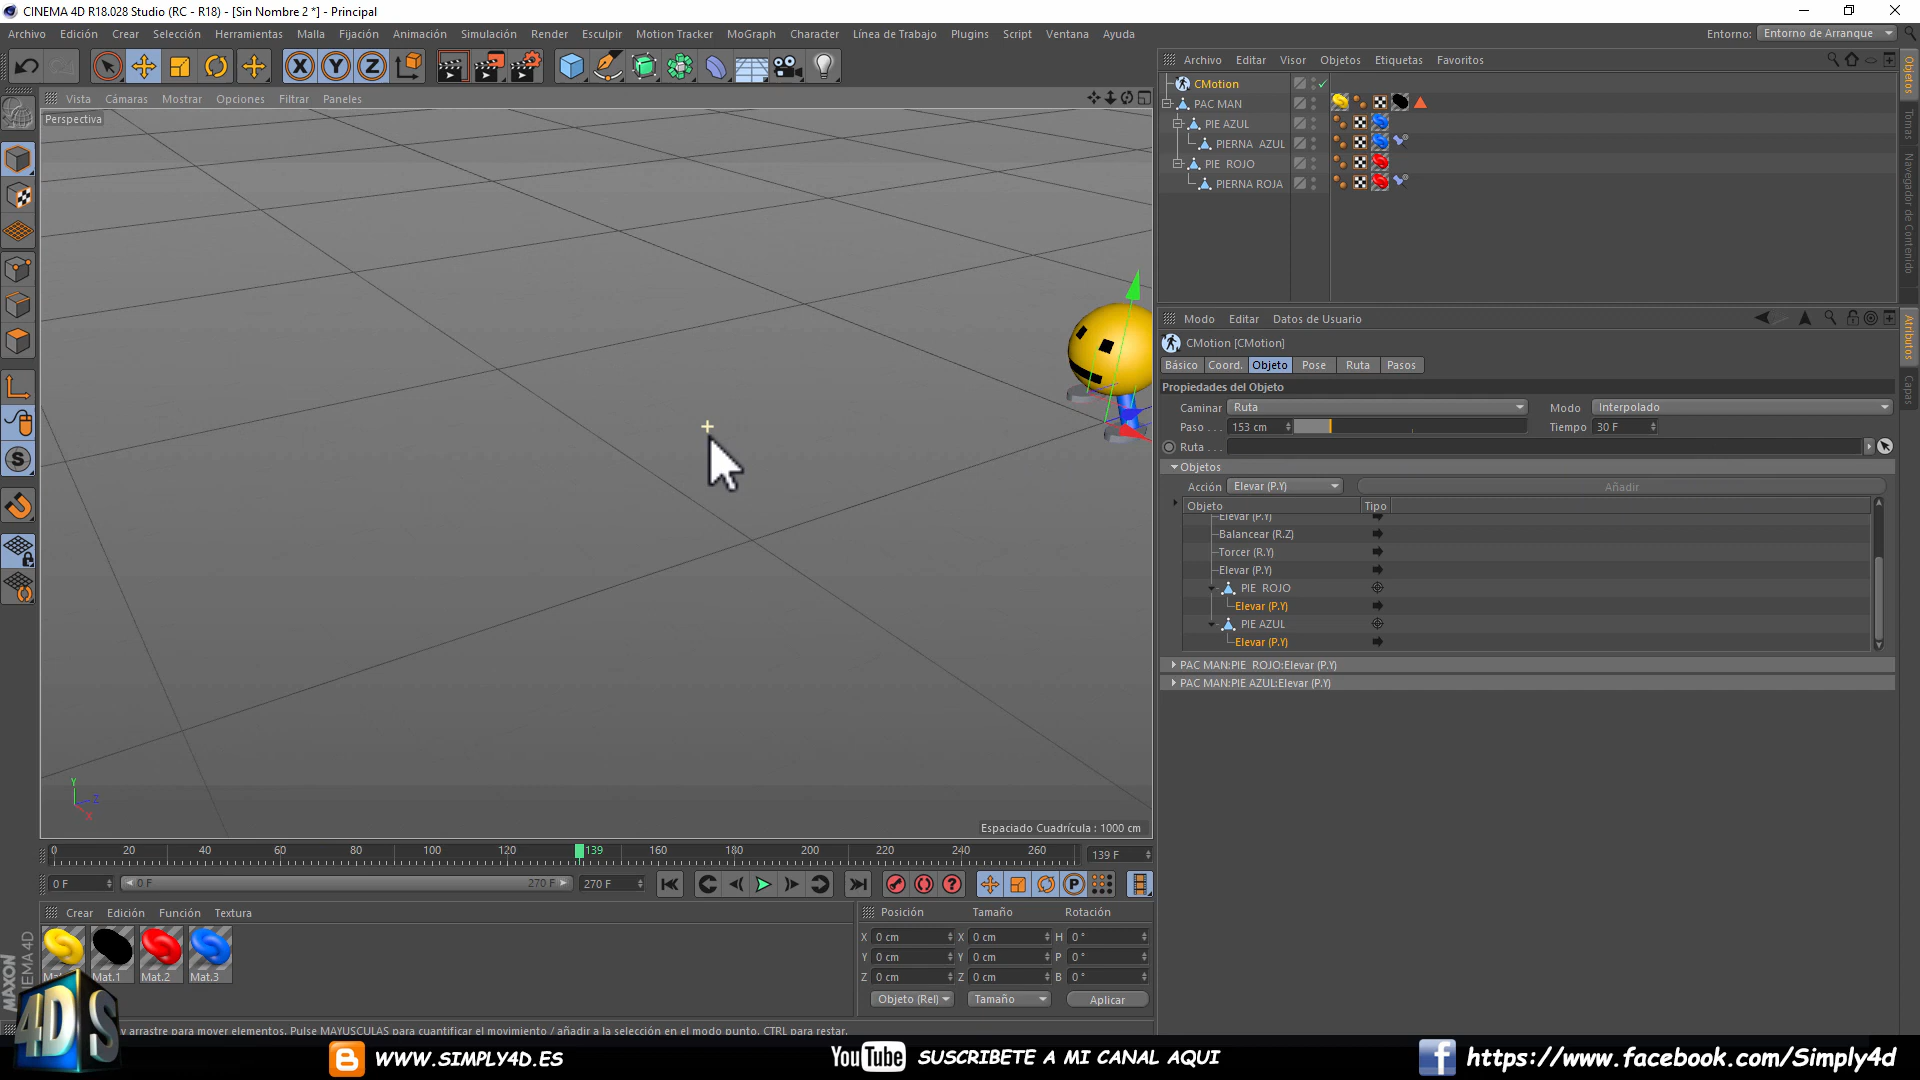 CINEMA 4D R18.028 Studio (RC - R18) - [Sin Nombre 2 *] - Principal
Archivo Edición Crear Selección Herramientas Malla Fijación Animación Simulación Render Esculpir Motion Tracker MoGraph Character Línea de Trabajo Plugins Script Ventana Ayuda Entorno: Entorno de Arranque
X Y Z
Vista Cámaras Mostrar Opciones Filtrar Paneles
Perspectiva
Y
Z
X
Espaciado Cuadrícula : 1000 cm
Archivo Editar Visor Objetos Etiquetas Favoritos
CMotion
PAC MAN
PIE AZUL
PIERNA AZUL
PIE ROJO
PIERNA ROJA
Objetos
Tomas
Navegador de Contenido
Modo Editar Datos de Usuario
CMotion [CMotion]
Básico Coord. Objeto Pose Ruta Pasos
Propiedades del Objeto
Caminar Ruta Modo Interpolado
Paso . . . 153 cm Tiempo 30 F
Ruta . . .
Objetos
Acción Elevar (P.Y) Añadir
Objeto Tipo
Elevar (P.Y)
Balancear (R.Z)
Torcer (R.Y)
Elevar (P.Y)
PIE ROJO
Elevar (P.Y)
PIE AZUL
Elevar (P.Y)
PAC MAN:PIE ROJO:Elevar (P.Y)
PAC MAN:PIE AZUL:Elevar (P.Y)
Atributos
Capas
0 20 40 60 80 100 120 139 160 180 200 220 240 260 139 F
0 F 0 F 270 F 270 F
Crear Edición Función Textura
Mat.1 Mat.2 Mat.3
Posición Tamaño Rotación
X 0 cm X 0 cm H 0 °
Y 0 cm Y 0 cm P 0 °
Z 0 cm Z 0 cm B 0 °
Objeto (Rel) Tamaño Aplicar
MAXON
CINEMA 4D
y arrastre para mover elementos. Pulse MAYUSCULAS para cuantificar el movimiento / añadir a la selección en el modo punto, CTRL para restar.
4DS
WWW.SIMPLY4D.ES
YouTube SUSCRIBETE A MI CANAL AQUI
https://www.facebook.com/Simply4d